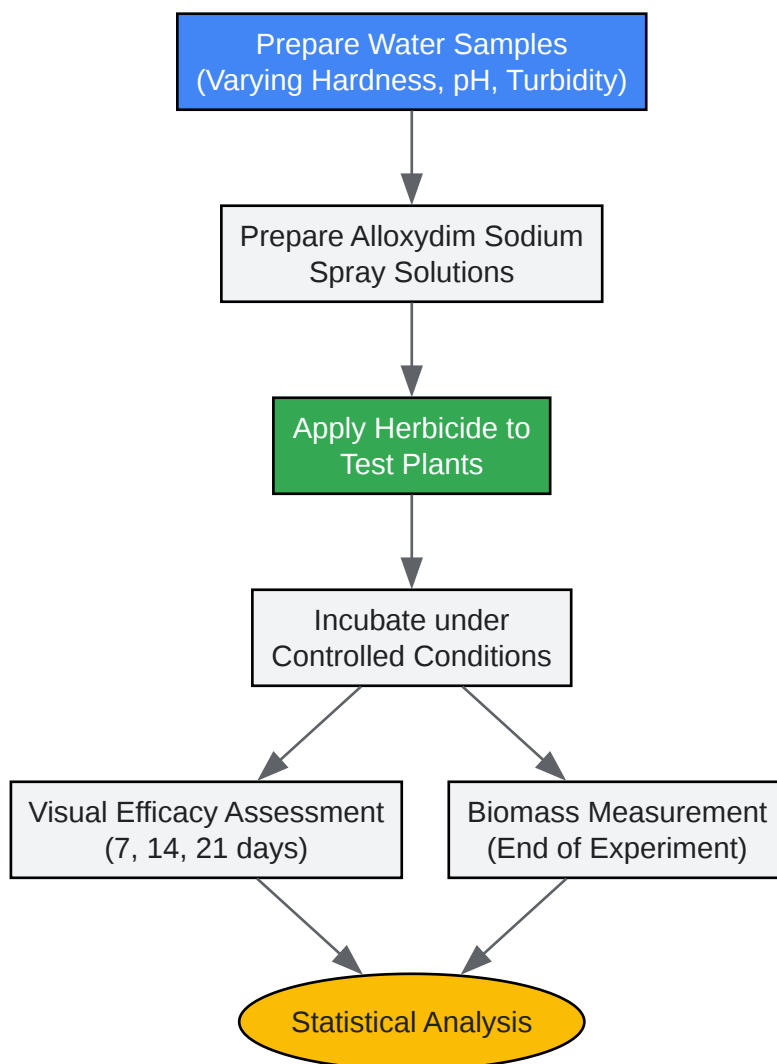 Prepare Water Samples
(Varying Hardness, pH, Turbidity)
Prepare Alloxydim Sodium
Spray Solutions
Apply Herbicide to
Test Plants
Incubate under
Controlled Conditions
Visual Efficacy Assessment
(7, 14, 21 days)
Biomass Measurement
(End of Experiment)
Statistical Analysis